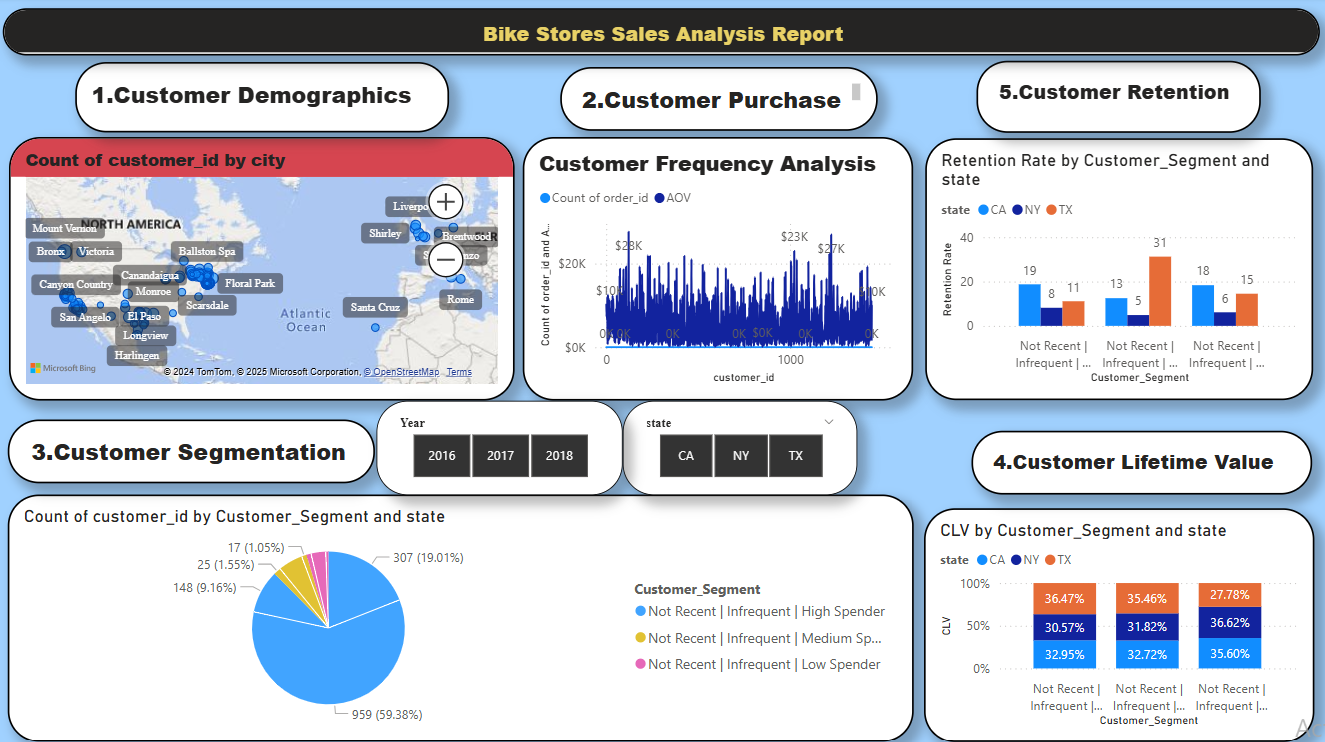 Bike Stores Sales Analysis Report
1.Customer Demographics
2.Customer Purchase
5.Customer Retention
Count of customer_id by city
NORTH AMERICA
Mount Vernon
Bronx
Victoria
Ballston Spa
Canandaigua
Canyon Country
Monroe
Floral Park
Scarsdale
San Angelo
El Paso
Longview
Harlingen
Shirley
Brentwood
Santa Cruz
Rome
Atlantic
Ocean
Microsoft Bing
© 2024 TomTom, © 2025 Microsoft Corporation, © OpenStreetMap Terms
Customer Frequency Analysis
Count of order_id AOV
Count of order_id and A...
$20K
$0K
$28K
$23K
$27K
0K
0K
$0K
0K
0K
0 1000
customer_id
Retention Rate by Customer_Segment and
state
state CA NY TX
Retention Rate
40
20
0
19 8 11
13 5 31
18 6 15
Not Recent | Not Recent | Not Recent |
Infrequent | ... Infrequent | ... Infrequent | ...
Customer_Segment
3.Customer Segmentation
Year
2016 2017 2018
state
CA NY TX
4.Customer Lifetime Value
Count of customer_id by Customer_Segment and state
17 (1.05%)
25 (1.55%)
148 (9.16%)
307 (19.01%)
959 (59.38%)
Customer_Segment
Not Recent | Infrequent | High Spender
Not Recent | Infrequent | Medium Sp...
Not Recent | Infrequent | Low Spender
CLV by Customer_Segment and state
state CA NY TX
CLV
100%
50%
0%
36.47% 35.46% 27.78%
30.57% 31.82% 36.62%
32.95% 32.72% 35.60%
Not Recent | Not Recent | Not Recent |
Infrequent |... Infrequent |... Infrequent |...
Customer_Segment